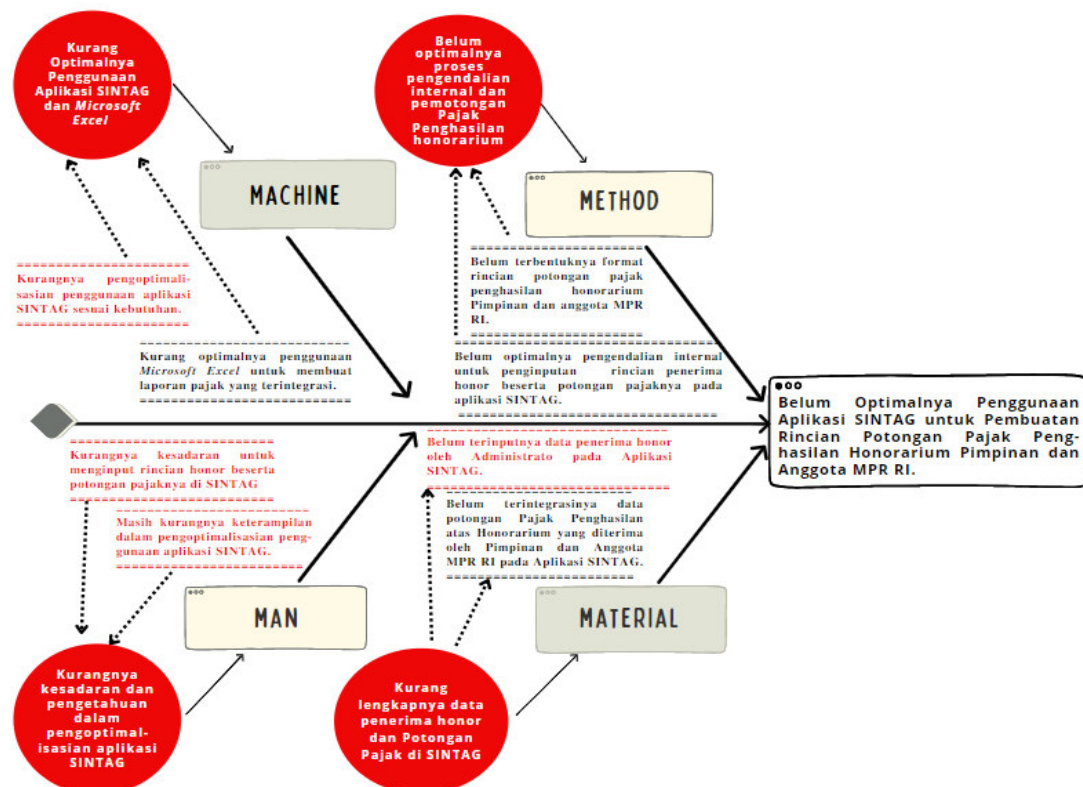 Kurang
Optimalnya
Penggunaan
Aplikasi SINTAG
dan Microsoft
Excel
Belum
optimalnya
proses
pengendalian
internal dan
pemotongan
Pajak
Penghasilan
honorarium
MACHINE
METHOD
Kurangnya pengoptimali-
sasian penggunaan aplikasi
SINTAG sesuai kebutuhan.
Kurang optimalnya penggunaan
Microsoft Excel untuk membuat
laporan pajak yang terintegrasi.
Belum terbentuknya format
rincian potongan pajak
penghasilan honorarium
Pimpinan dan anggota MPR
RI.
Belum optimalnya pengendalian internal
untuk penginputan rincian penerima
honor beserta potongan pajaknya pada
aplikasi SINTAG.
Belum Optimalnya Penggunaan
Aplikasi SINTAG untuk Pembuatan
Rincian Potongan Pajak Peng-
hasilan Honorarium Pimpinan dan
Anggota MPR RI.
Kurangnya kesadaran untuk
menginput rincian honor beserta
potongan pajaknya di SINTAG
Masih kurangnya keterampilan
dalam pengoptimalisasian peng-
gunaan aplikasi SINTAG.
Belum terinputnya data penerima honor
oleh Administrato pada Aplikasi
SINTAG.
Belum terintegrasinya data
potongan Pajak Penghasilan
atas Honorarium yang diterima
oleh Pimpinan dan Anggota
MPR RI pada Aplikasi SINTAG.
MAN
MATERIAL
Kurangnya
kesadaran dan
pengetahuan
dalam
pengoptimal-
isasian aplikasi
SINTAG
Kurang
lengkapnya data
penerima honor
dan Potongan
Pajak di SINTAG